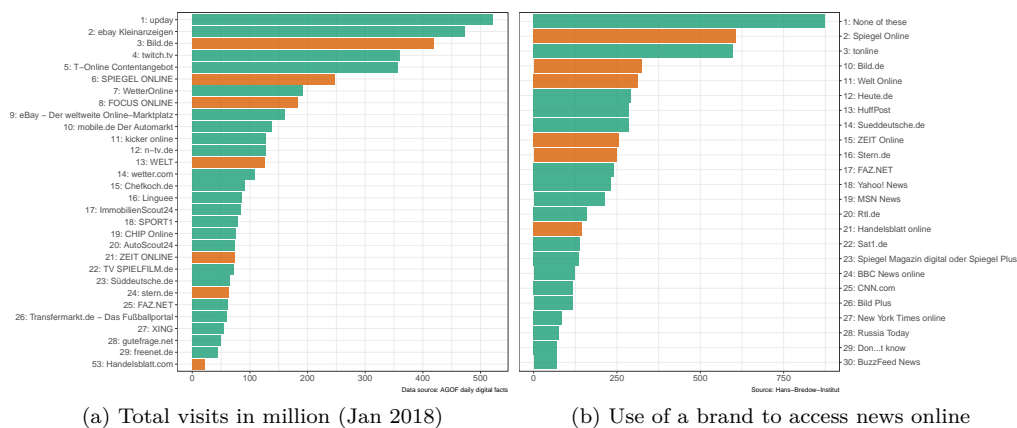 1: upday
2: ebay Kleinanzeigen
3: Bild.de
4: twitch.tv
5: T−Online Contentangebot
6: SPIEGEL ONLINE
7: WetterOnline
8: FOCUS ONLINE
9: eBay − Der weltweite Online−Marktplatz
10: mobile.de Der Automarkt
11: kicker online
12: n−tv.de
13: WELT
14: wetter.com
15: Chefkoch.de
16: Linguee
17: ImmobilienScout24
18: SPORT1
19: CHIP Online
20: AutoScout24
21: ZEIT ONLINE
22: TV SPIELFILM.de
23: Süddeutsche.de
24: stern.de
25: FAZ.NET
26: Transfermarkt.de − Das Fußballportal
27: XING
28: gutefrage.net
29: freenet.de
53: Handelsblatt.com
0 100 200 300 400 500
Data source: AGOF daily digital facts
(a) Total visits in million (Jan 2018)
1: None of these
2: Spiegel Online
3: tonline
10: Bild.de
11: Welt Online
12: Heute.de
13: HuffPost
14: Sueddeutsche.de
15: ZEIT Online
16: Stern.de
17: FAZ.NET
18: Yahoo! News
19: MSN News
20: Rtl.de
21: Handelsblatt online
22: Sat1.de
23: Spiegel Magazin digital oder Spiegel Plus
24: BBC News online
25: CNN.com
26: Bild Plus
27: New York Times online
28: Russia Today
29: Don...t know
30: BuzzFeed News
0 250 500 750
Source: Hans−Bredow−Institut
(b) Use of a brand to access news online